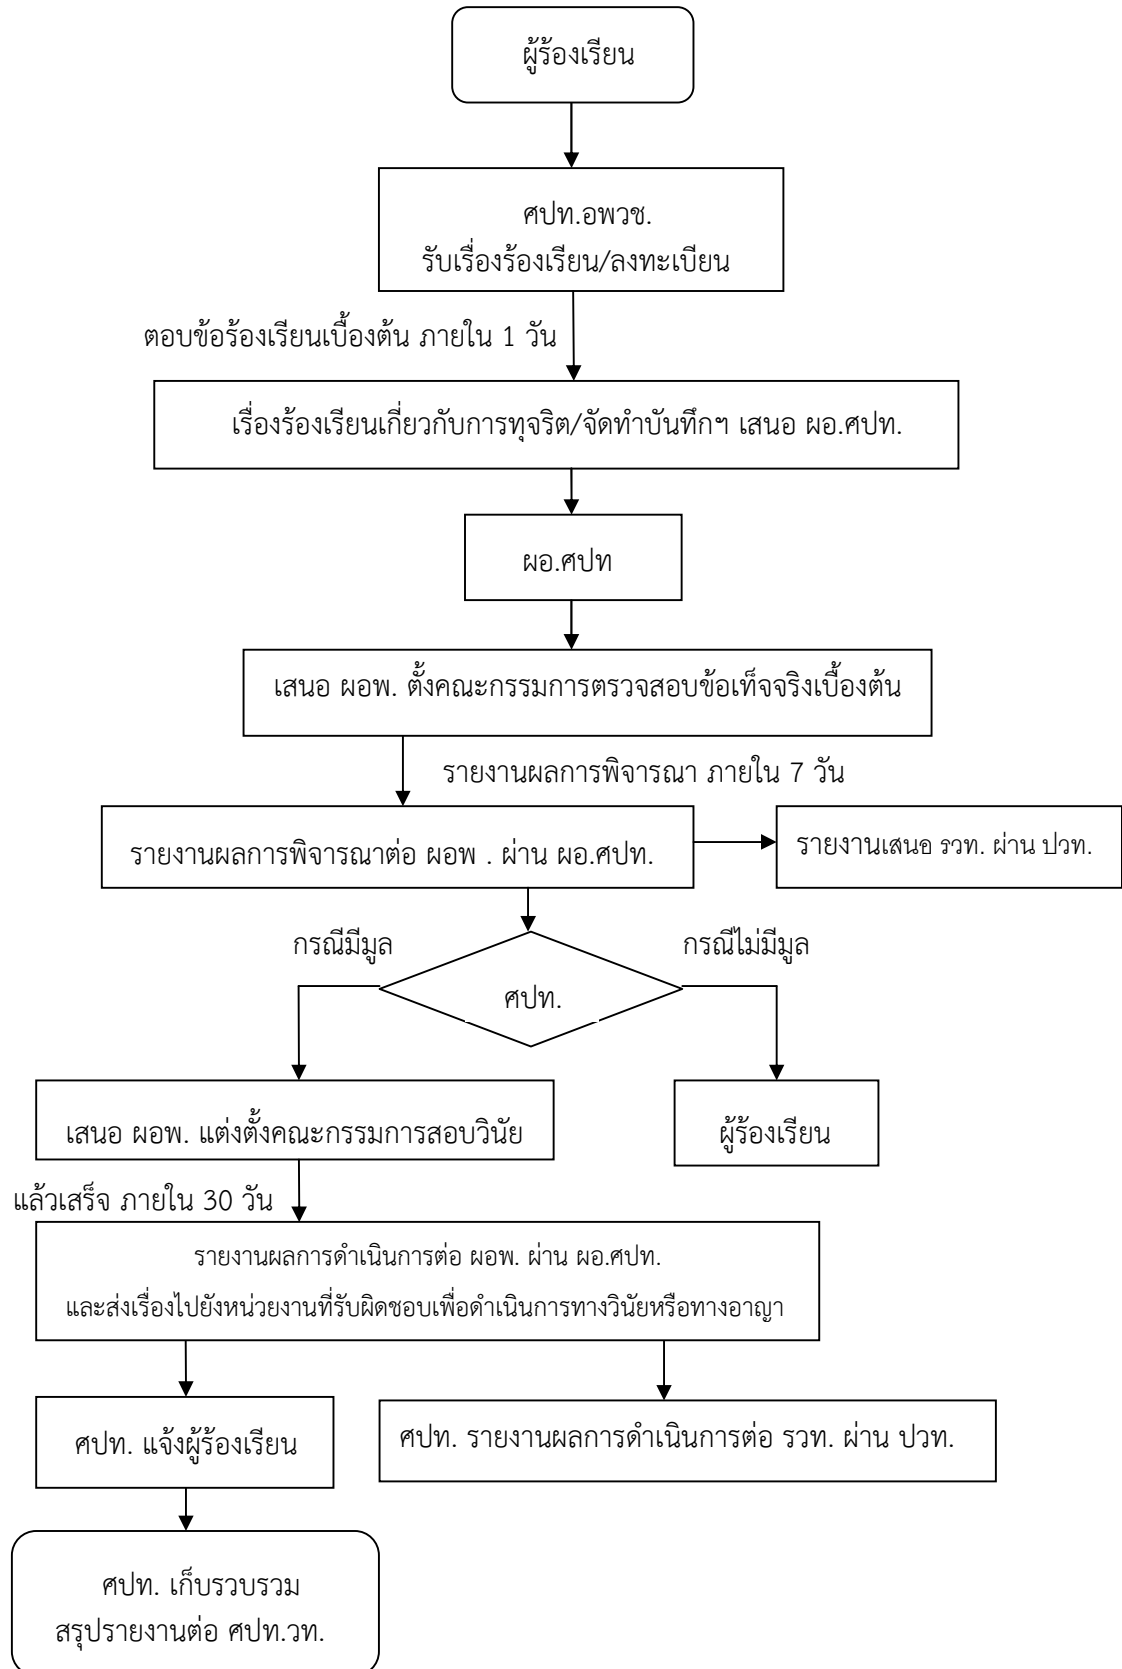 ผู้ร้องเรียน
ศปท.อพวช.
รับเรื่องร้องเรียน/ลงทะเบียน
ตอบข้อร้องเรียนเบื้องต้น ภายใน 1 วัน
เรื่องร้องเรียนเกี่ยวกับการทุจริต/จัดทำบันทึกฯ เสนอ ผอ.ศปท.
ผอ.ศปท
เสนอ ผอพ. ตั้งคณะกรรมการตรวจสอบข้อเท็จจริงเบื้องต้น
รายงานผลการพิจารณา ภายใน 7 วัน
รายงานผลการพิจารณาต่อ ผอพ . ผ่าน ผอ.ศปท.
รายงานเสนอ รวท. ผ่าน ปวท.
กรณีมีมูล
กรณีไม่มีมูล
ศปท.
เสนอ ผอพ. แต่งตั้งคณะกรรมการสอบวินัย
ผู้ร้องเรียน
แล้วเสร็จ ภายใน 30 วัน
รายงานผลการดำเนินการต่อ ผอพ. ผ่าน ผอ.ศปท.
และส่งเรื่องไปยังหน่วยงานที่รับผิดชอบเพื่อดำเนินการทางวินัยหรือทางอาญา
ศปท. แจ้งผู้ร้องเรียน
ศปท. รายงานผลการดำเนินการต่อ รวท. ผ่าน ปวท.
ศปท. เก็บรวบรวม
สรุปรายงานต่อ ศปท.วท.